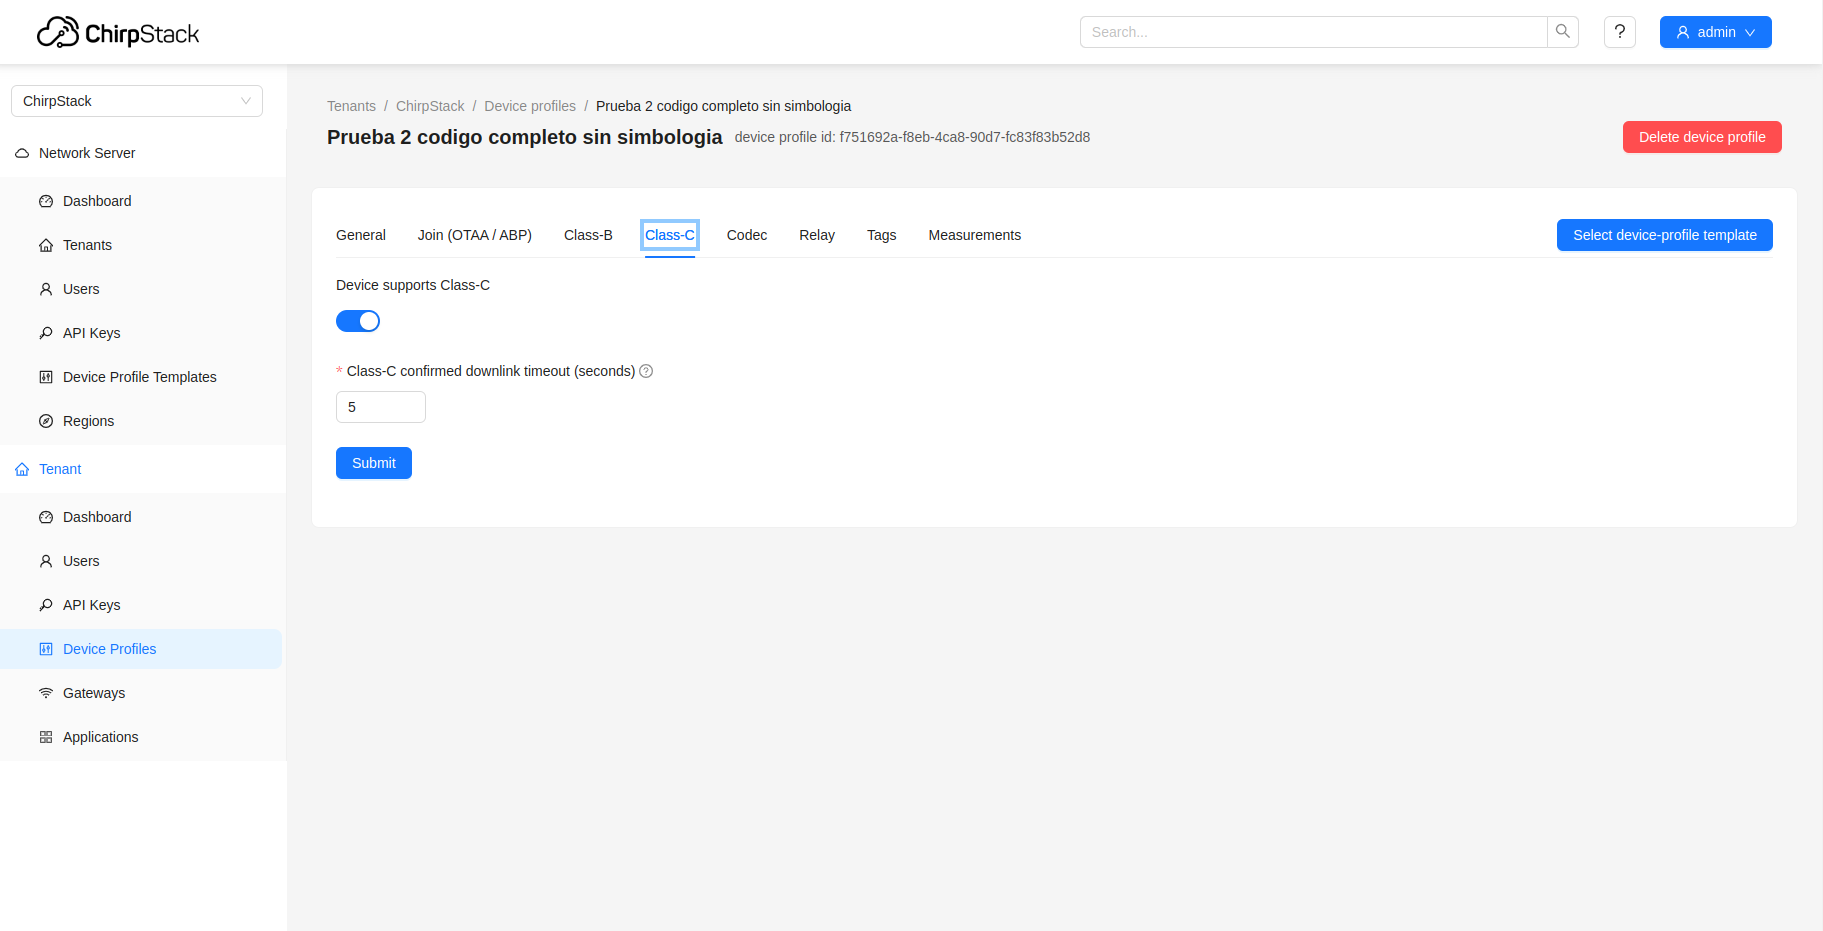 ChirpStack
Search...
?
admin
ChirpStack
Network Server
Dashboard
Tenants
Users
API Keys
Device Profile Templates
Regions
Tenant
Dashboard
Users
API Keys
Device Profiles
Gateways
Applications
Tenants / ChirpStack / Device profiles / Prueba 2 codigo completo sin simbologia
Prueba 2 codigo completo sin simbologia device profile id: f751692a-f8eb-4ca8-90d7-fc83f83b52d8
Delete device profile
General Join (OTAA / ABP) Class-B Class-C Codec Relay Tags Measurements
Select device-profile template
Device supports Class-C
* Class-C confirmed downlink timeout (seconds) ?
5
Submit